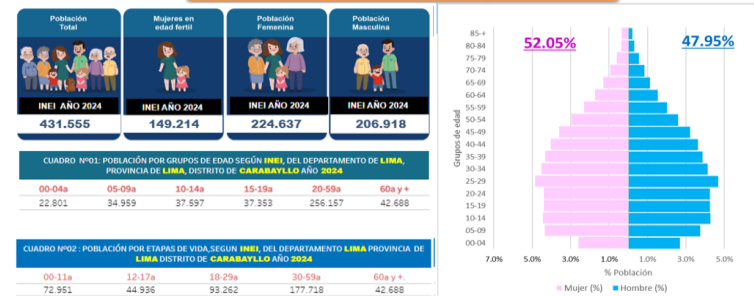 Población
Total
INEI AÑO 2024
431.555
Mujeres en
edad fertil
INEI AÑO 2024
149.214
Población
Femenina
INEI AÑO 2024
224.637
Población
Masculina
INEI AÑO 2024
206.918
CUADRO Nº01: POBLACIÓN POR GRUPOS DE EDAD SEGÚN INEI, DEL DEPARTAMENTO DE LIMA,
PROVINCIA DE LIMA, DISTRITO DE CARABAYLLO AÑO 2024
00-04a 05-09a 10-14a 15-19a 20-59a 60a y +
22.801 34.959 37.597 37.353 256.157 42.688
CUADRO Nº02 : POBLACIÓN POR ETAPAS DE VIDA,SEGUN INEI, DEL DEPARTAMENTO LIMA PROVINCIA DE
LIMA DISTRITO DE CARABAYLLO AÑO 2024
00-11a 12-17a 18-29a 30-59a 60a y +.
72.951 44.936 93.262 177.718 42.688
52.05% 47.95%
Grupos de edad
85-+
80-84
75-79
70-74
65-69
60-64
55-59
50-54
45-49
40-44
35-39
30-34
25-29
20-24
15-19
10-14
05-09
00-04
7.0% 5.0% 3.0% 1.0% 1.0% 3.0% 5.0%
% Población
Mujer (%) Hombre (%)